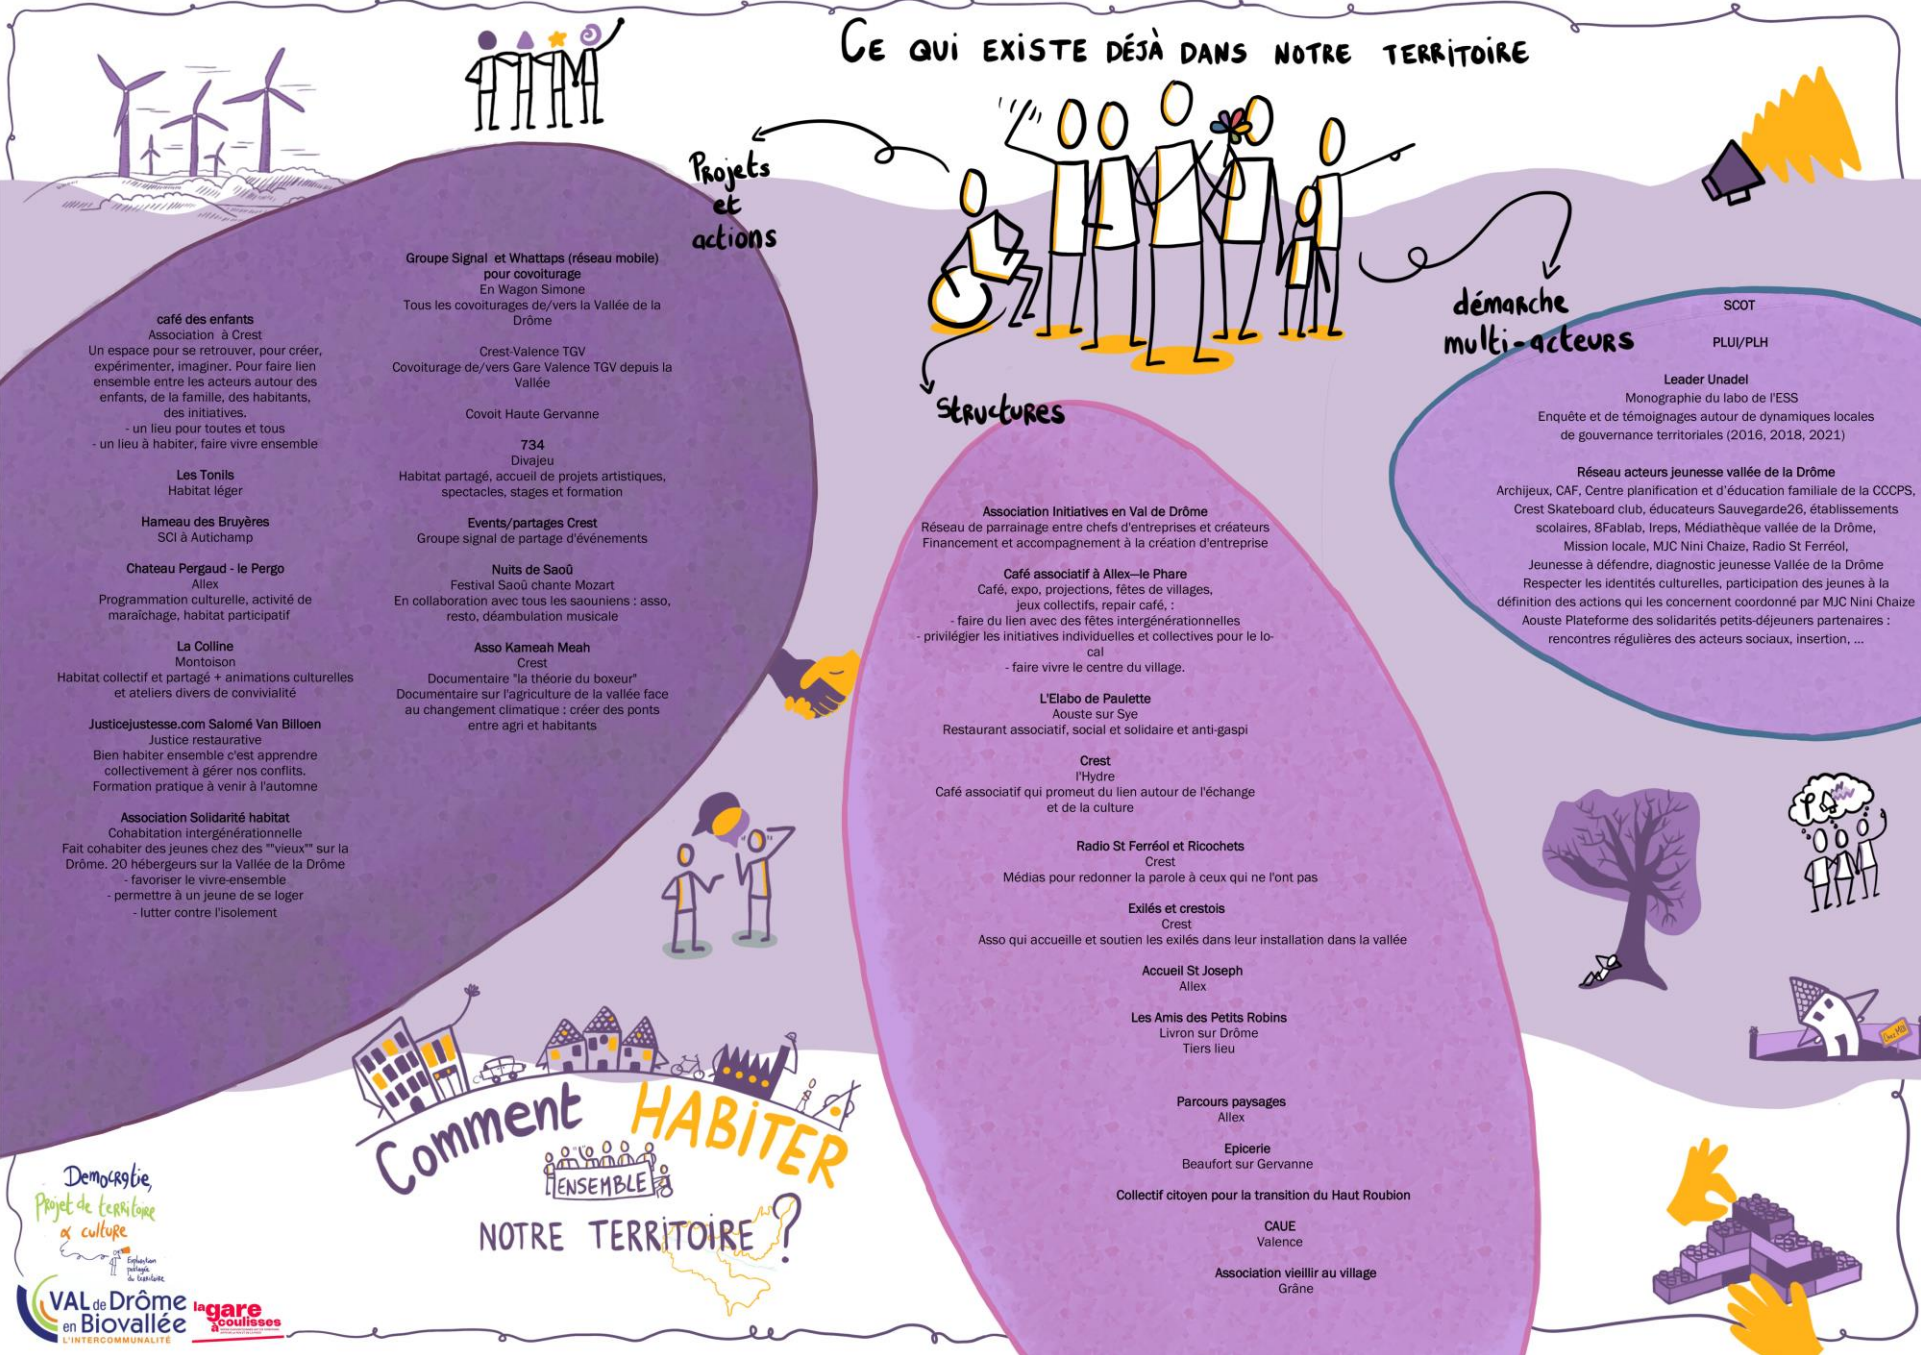 CE QUI EXISTE DÉJÀ DANS NOTRE TERRITOIRE
Projets
et
actions
café des enfants
Association à Crest
Un espace pour se retrouver, pour créer,
expérimenter, imaginer. Pour faire lien
ensemble entre les acteurs autour des
enfants, de la famille, des habitants,
des initiatives.
- un lieu pour toutes et tous
- un lieu à habiter, faire vivre ensemble
Les Tonils
Habitat léger
Hameau des Bruyères
SCI à Autichamp
Chateau Pergaud - le Pergo
Allex
Programmation culturelle, activité de
maraîchage, habitat participatif
La Colline
Montoison
Habitat collectif et partagé + animations culturelles
et ateliers divers de convivialité
Justicejustesse.com Salomé Van Billoen
Justice restaurative
Bien habiter ensemble c'est apprendre
collectivement à gérer nos conflits.
Formation pratique à venir à l'automne
Association Solidarité habitat
Cohabitation intergénérationnelle
Fait cohabiter des jeunes chez des ""vieux"" sur la
Drôme. 20 hébergeurs sur la Vallée de la Drôme
- favoriser le vivre-ensemble
- permettre à un jeune de se loger
- lutter contre l'isolement
Groupe Signal et Whattaps (réseau mobile)
pour covoiturage
En Wagon Simone
Tous les covoiturages de/vers la Vallée de la
Drôme
Crest-Valence TGV
Covoiturage de/vers Gare Valence TGV depuis la
Vallée
Covoit Haute Gervanne
734
Divajeu
Habitat partagé, accueil de projets artistiques,
spectacles, stages et formation
Events/partages Crest
Groupe signal de partage d'événements
Nuits de Saoû
Festival Saoû chante Mozart
En collaboration avec tous les saouniens : asso,
resto, déambulation musicale
Asso Kameah Meah
Crest
Documentaire "la théorie du boxeur"
Documentaire sur l'agriculture de la vallée face
au changement climatique : créer des ponts
entre agri et habitants
structures
Association Initiatives en Val de Drôme
Réseau de parrainage entre chefs d'entreprises et créateurs
Financement et accompagnement à la création d'entreprise
Café associatif à Allex—le Phare
Café, expo, projections, fêtes de villages,
jeux collectifs, repair café, :
- faire du lien avec des fêtes intergénérationnelles
- privilégier les initiatives individuelles et collectives pour le lo-
cal
- faire vivre le centre du village.
L'Elabo de Paulette
Aouste sur Sye
Restaurant associatif, social et solidaire et anti-gaspi
Crest
l'Hydre
Café associatif qui promeut du lien autour de l'échange
et de la culture
Radio St Ferréol et Ricochets
Crest
Médias pour redonner la parole à ceux qui ne l'ont pas
Exilés et crestois
Crest
Asso qui accueille et soutien les exilés dans leur installation dans la vallée
Accueil St Joseph
Allex
Les Amis des Petits Robins
Livron sur Drôme
Tiers lieu
Parcours paysages
Allex
Epicerie
Beaufort sur Gervanne
Collectif citoyen pour la transition du Haut Roubion
CAUE
Valence
Association vieillir au village
Grâne
démarche
multi-acteurs
SCOT
PLUI/PLH
Leader Unadel
Monographie du labo de l'ESS
Enquête et de témoignages autour de dynamiques locales
de gouvernance territoriales (2016, 2018, 2021)
Réseau acteurs jeunesse vallée de la Drôme
Archijeux, CAF, Centre planification et d'éducation familiale de la CCCPS,
Crest Skateboard club, éducateurs Sauvegarde26, établissements
scolaires, 8Fablab, Ireps, Médiathèque vallée de la Drôme,
Mission locale, MJC Nini Chaize, Radio St Ferréol,
Jeunesse à défendre, diagnostic jeunesse Vallée de la Drôme
Respecter les identités culturelles, participation des jeunes à la
définition des actions qui les concernent coordonné par MJC Nini Chaize
Aouste Plateforme des solidarités petits-déjeuners partenaires :
rencontres régulières des acteurs sociaux, insertion, ...
Comment HABITER
ENSEMBLE
NOTRE TERRITOIRE ?
Democratie,
Projet de territoire
& culture
Exploration
partagée
du territoire
VAL de Drôme
en Biovallée
L'INTERCOMMUNALITÉ
la gare
à coulisses